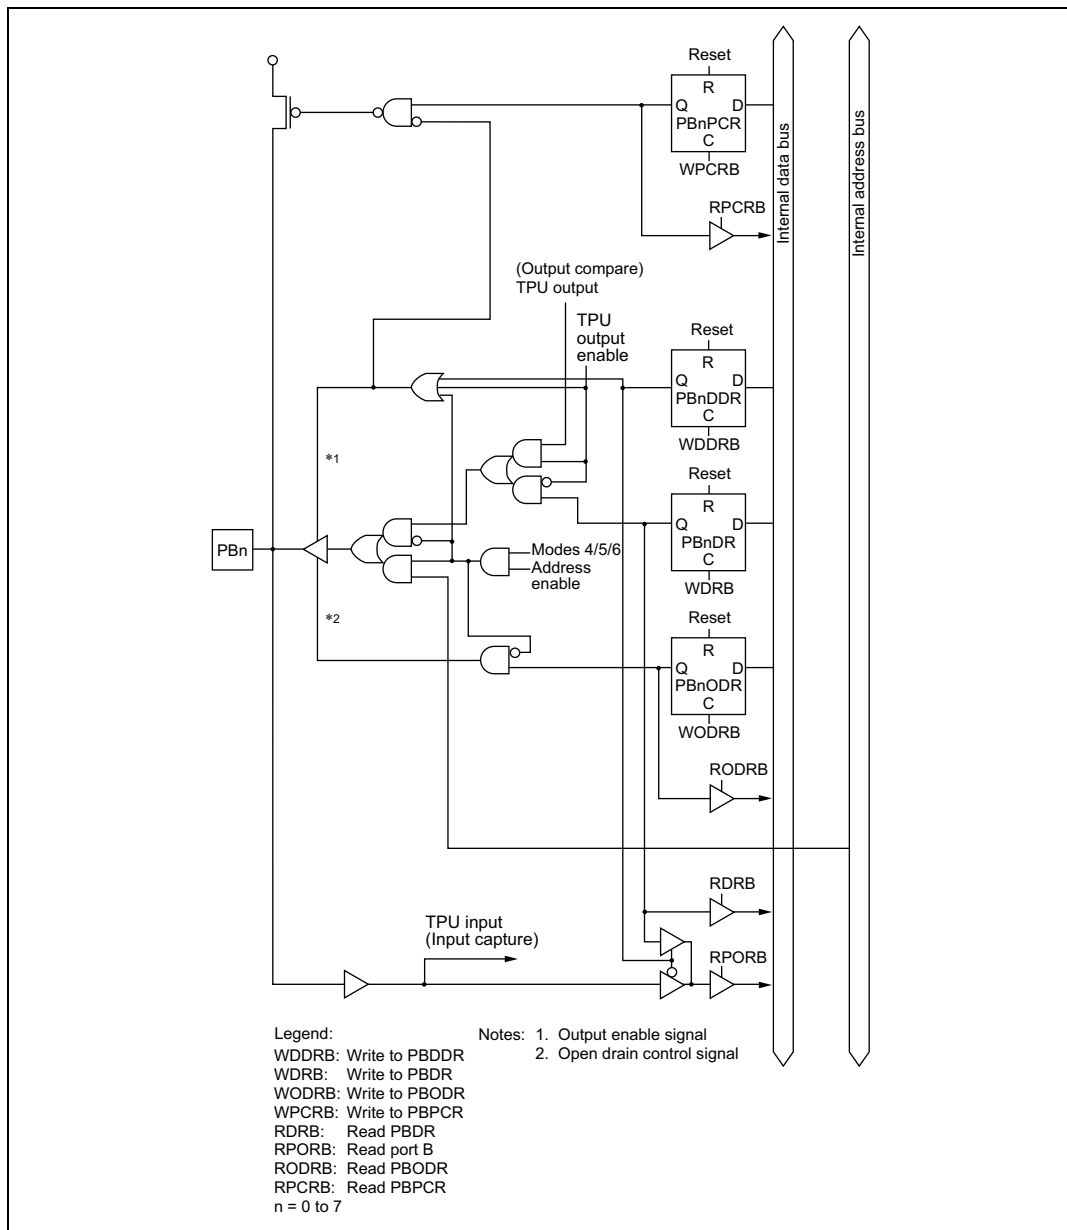 Reset
R
Q D
PBnPCR
C
WPCRB
RPCRB
Internal data bus
Internal address bus
(Output compare)
TPU output
TPU
output
enable
Reset
R
Q D
PBnDDR
C
WDDRB
*1
Reset
R
Q D
PBnDR
C
WDRB
PBn
Modes 4/5/6
Address
enable
*2
Reset
R
Q D
PBnODR
C
WODRB
RODRB
RDRB
TPU input
(Input capture)
RPORB
Legend:
WDDRB: Write to PBDDR
WDRB: Write to PBDR
WODRB: Write to PBODR
WPCRB: Write to PBPCR
RDRB: Read PBDR
RPORB: Read port B
RODRB: Read PBODR
RPCRB: Read PBPCR
n = 0 to 7
Notes: 1. Output enable signal
2. Open drain control signal